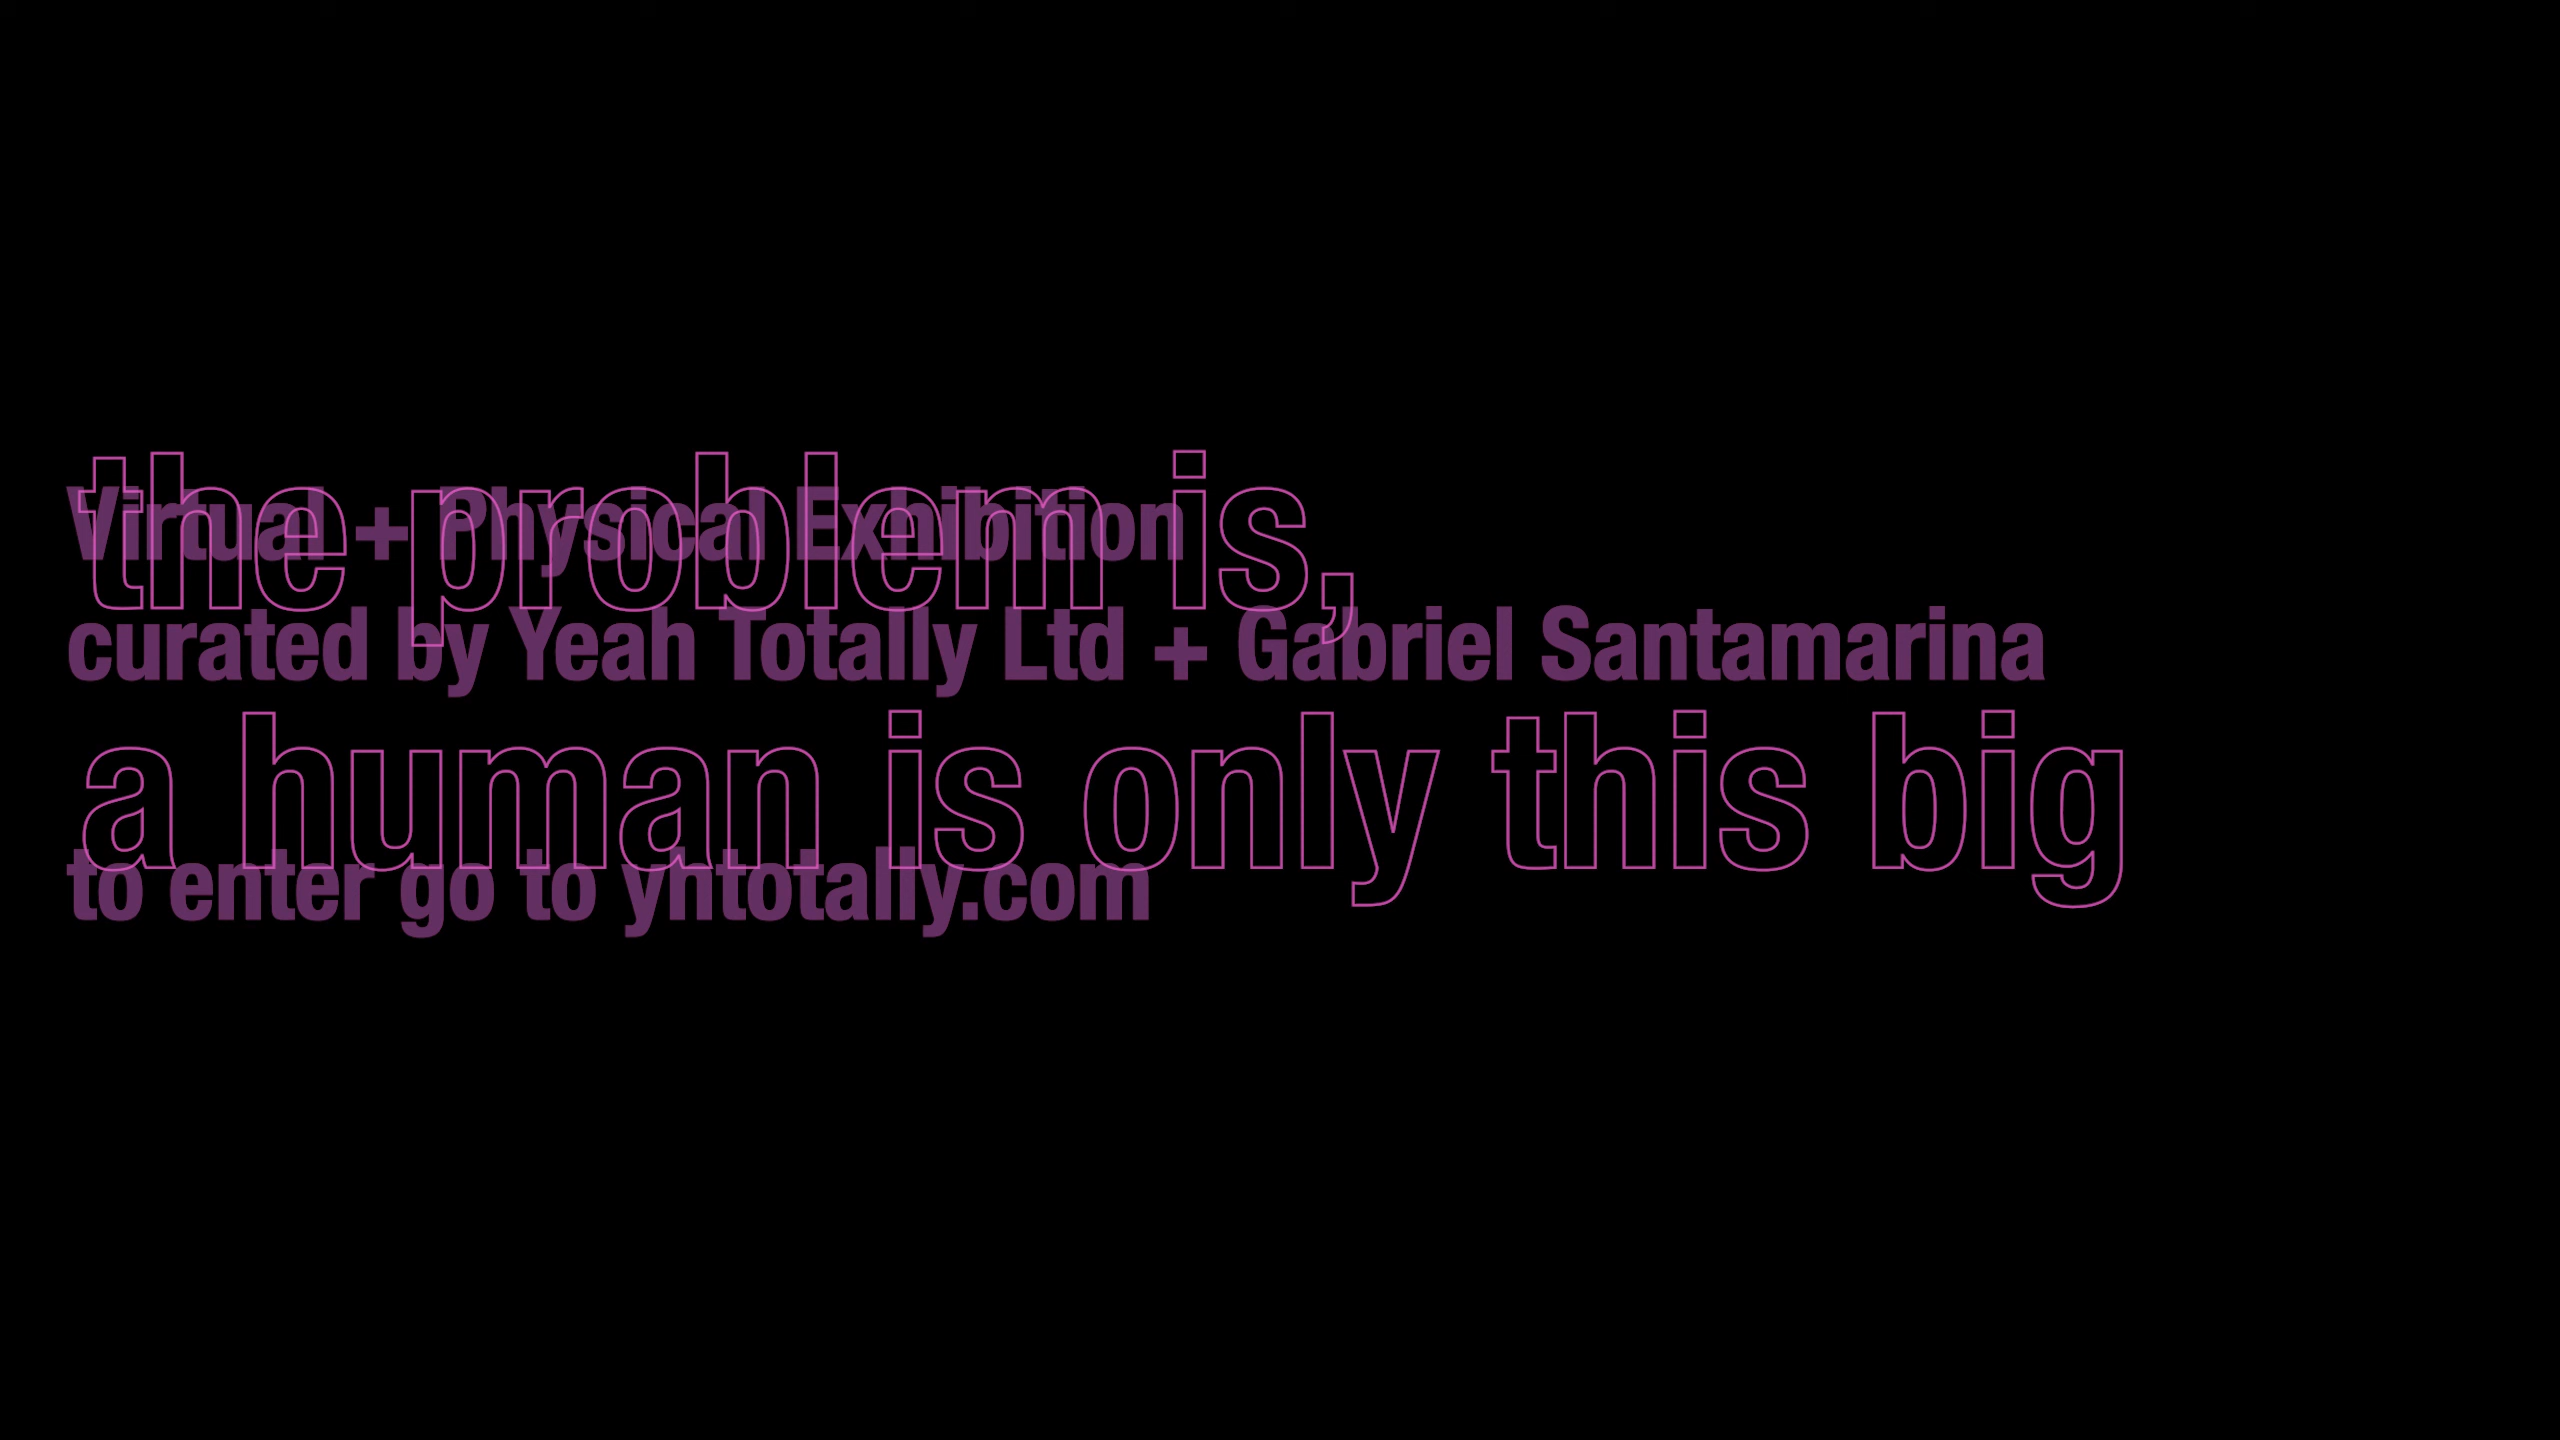 the problem is,
Virtual + Physical Exhibition
curated by Yeah Totally Ltd + Gabriel Santamarina
a human is only this big
to enter go to yhtotally.com